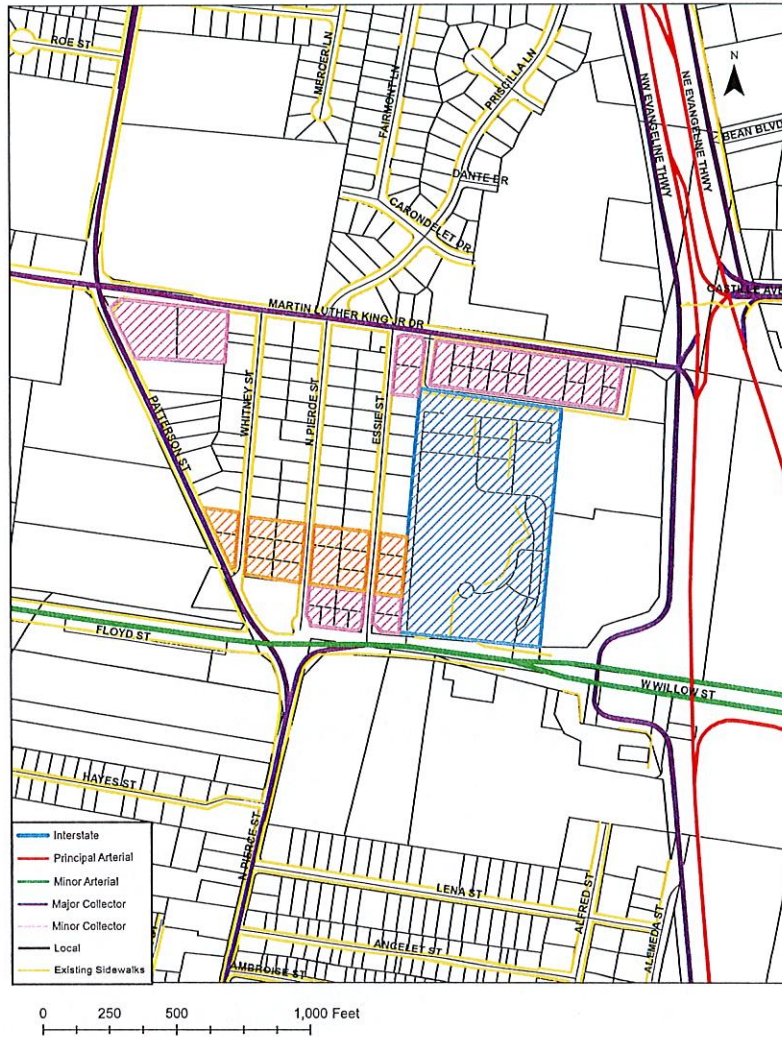 ROE ST
MERCER LN
FAIRMONT LN
PRISCILLA LN
N
NW EVANGELINE THWY
NE EVANGELINE THWY
BEAN BLVD
DANTE DR
CARONDELET DR
CASTILLE AVE
MARTIN LUTHER KING JR DR
PATTERSON ST
WHITNEY ST
N PIERCE ST
ESSIE ST
FLOYD ST
W WILLOW ST
HAYES ST
N PIERCE ST
LENA ST
ALFRED ST
ANGELET ST
ALEMEDA ST
AMBROISE ST
Interstate
Principal Arterial
Minor Arterial
Major Collector
Minor Collector
Local
Existing Sidewalks
0 250 500 1,000 Feet